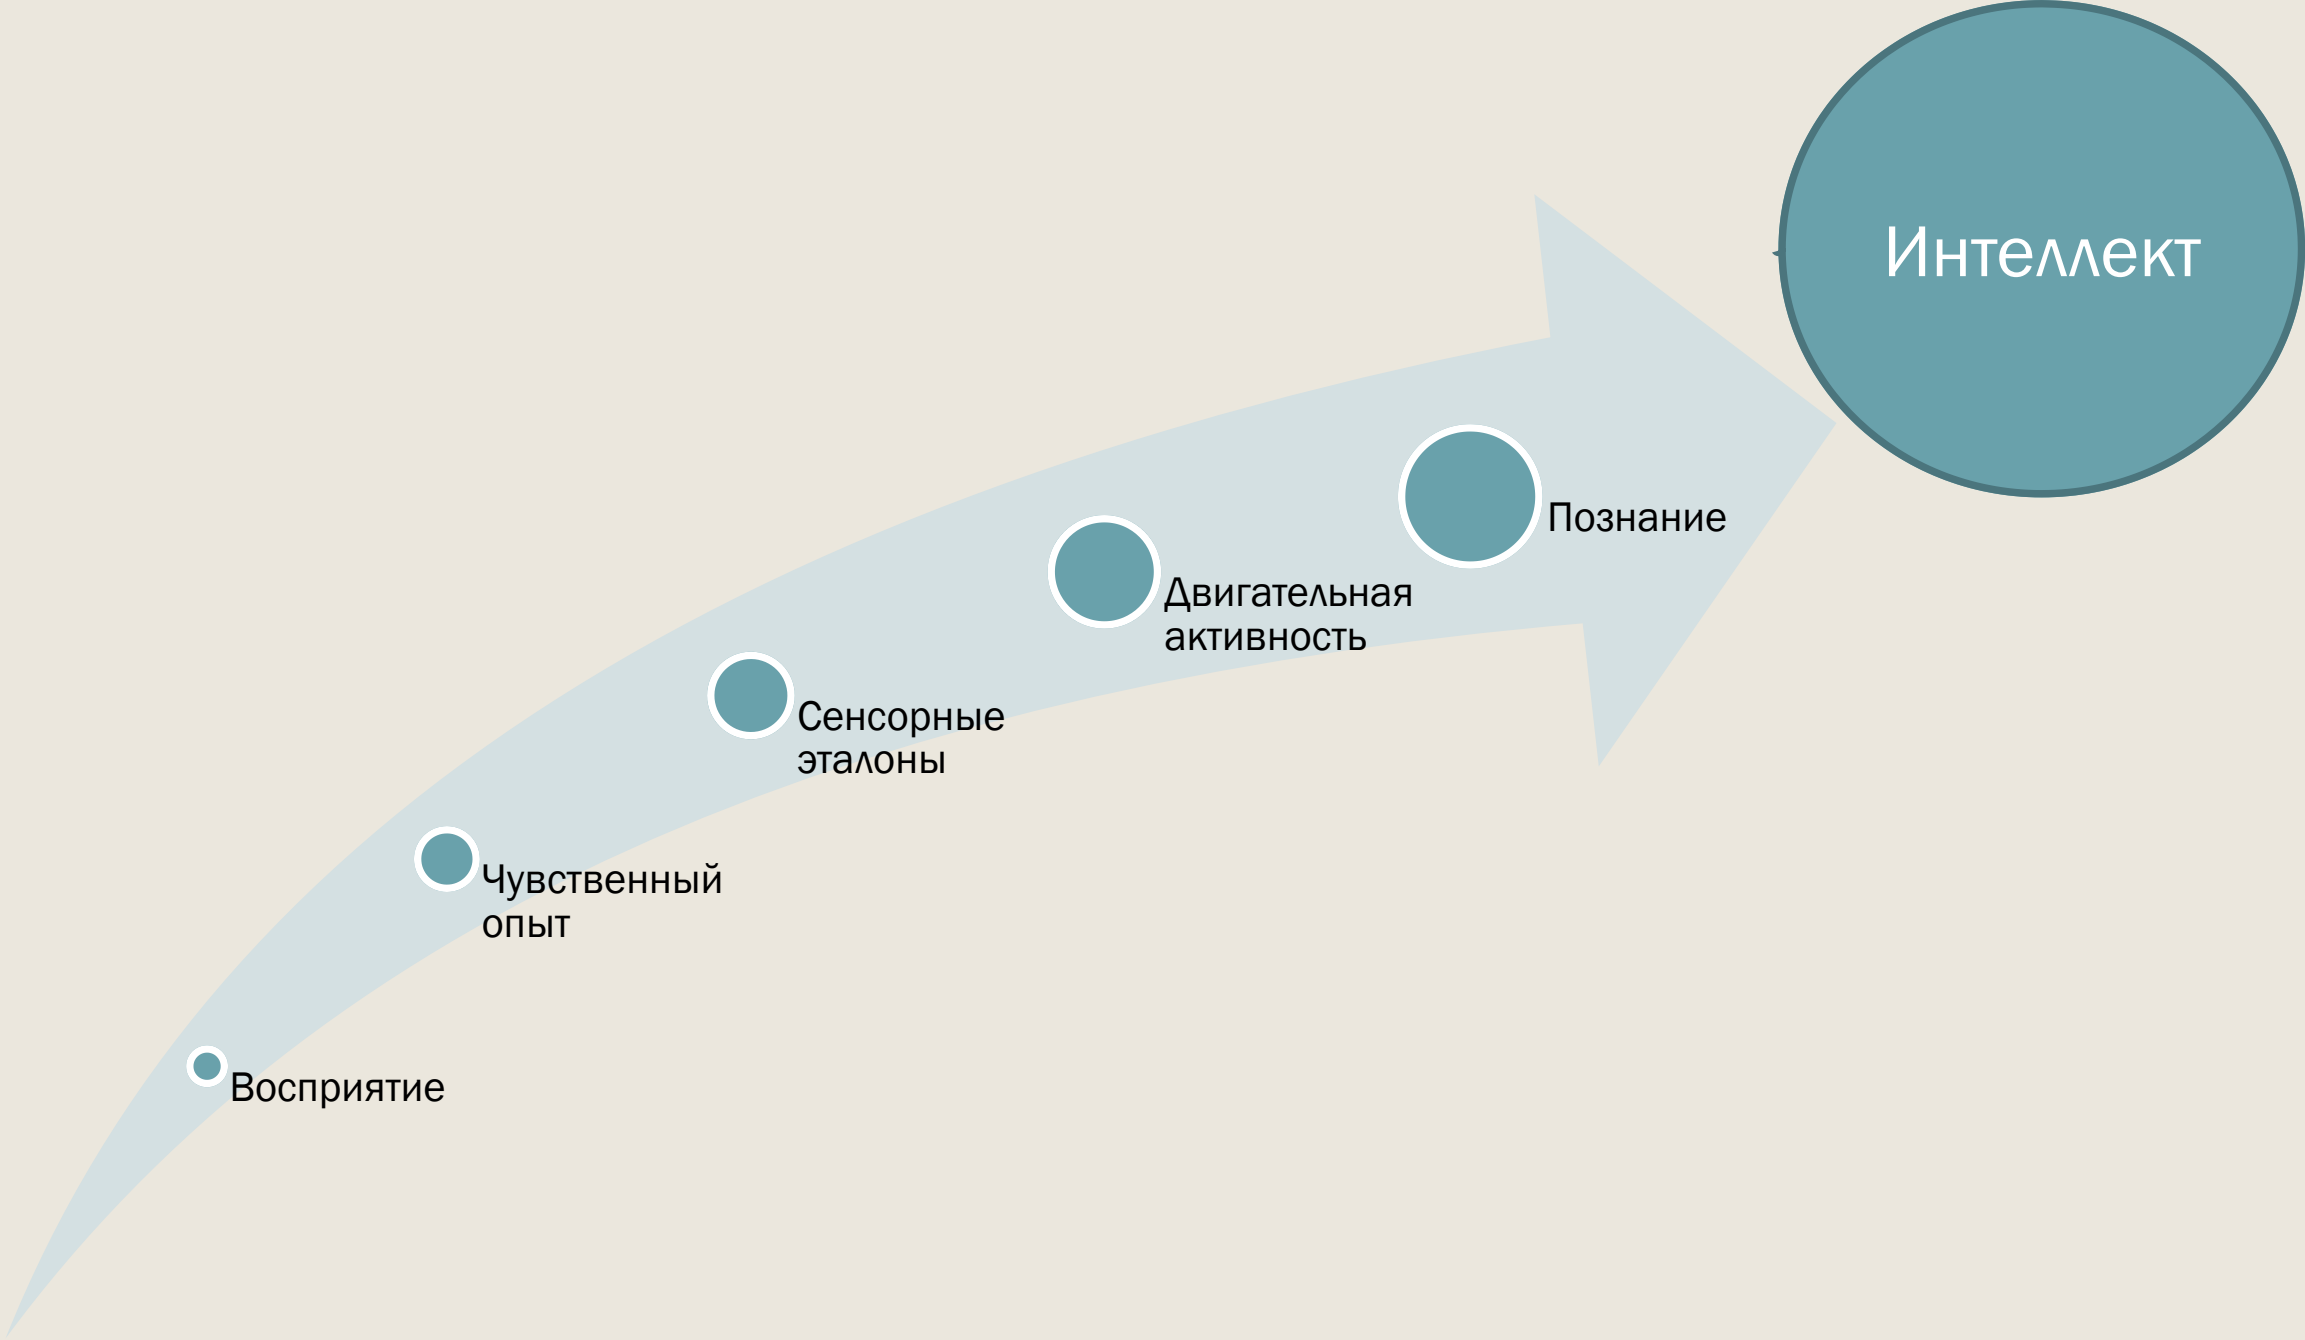 Интеллект
Познание
Двигательная
активность
Сенсорные
эталоны
Чувственный
опыт
Восприятие